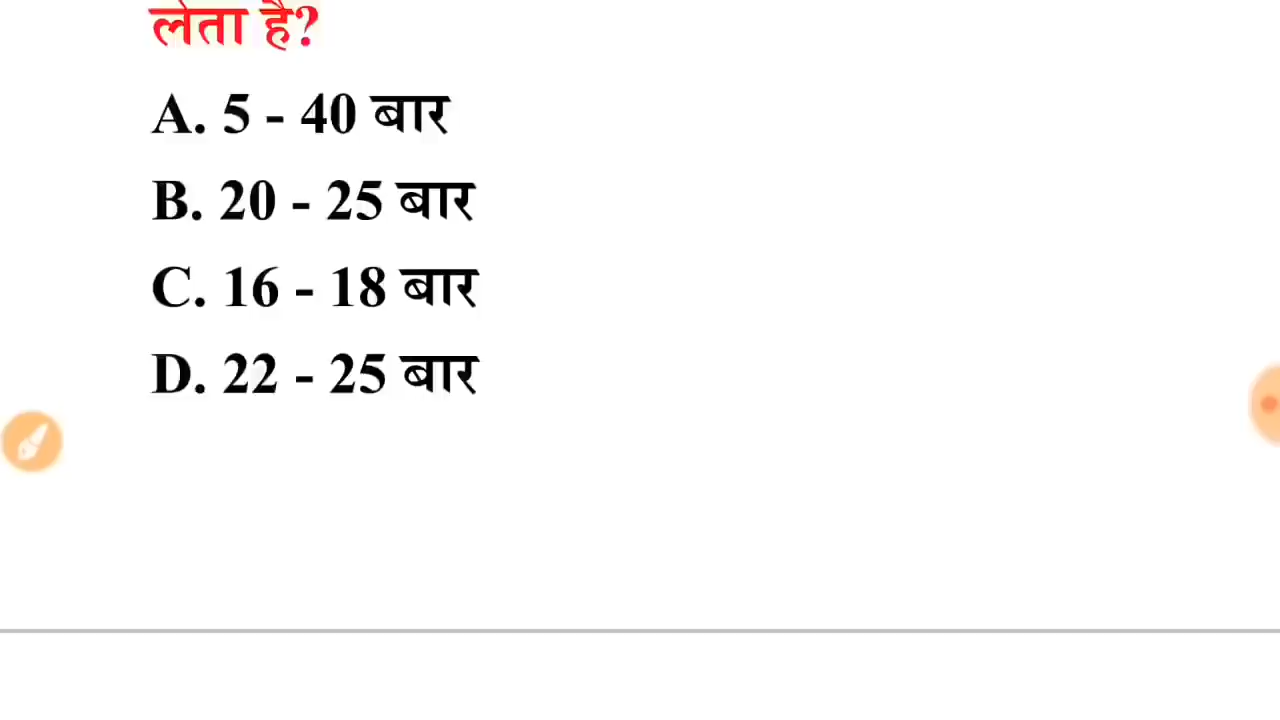 लेता है?
A. 5 - 40 बार
B. 20 - 25 बार
C. 16 - 18 बार
D. 22 - 25 बार